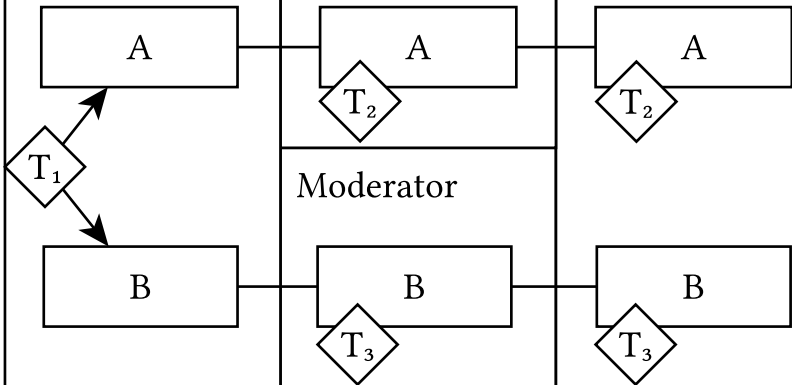 A A A
T₂ T₂
T₁
Moderator
B B B
T₃ T₃